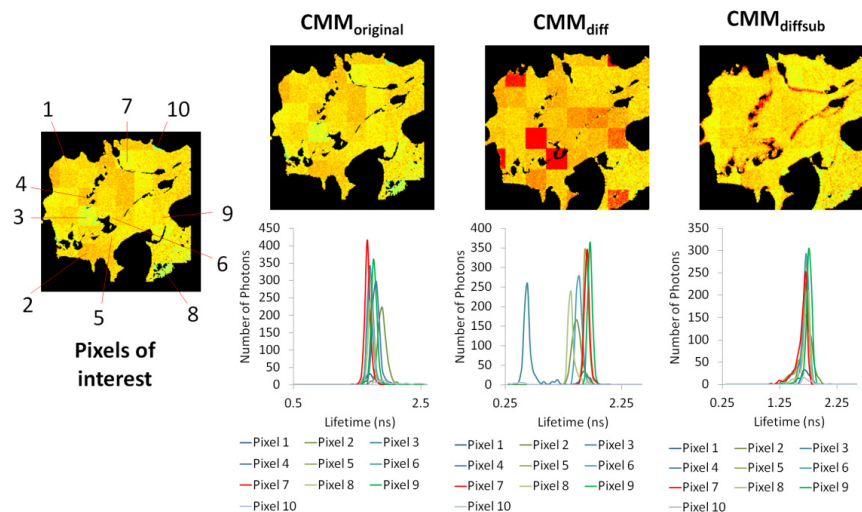 CMMoriginal
CMMdiff
CMMdiffsub
1
7
10
4
3
9
6
2
5
8
Pixels of
interest
Number of Photons
450
400
350
300
250
200
150
100
50
0
0.5
2.5
Lifetime (ns)
Pixel 1 Pixel 2 Pixel 3
Pixel 4 Pixel 5 Pixel 6
Pixel 7 Pixel 8 Pixel 9
Pixel 10
Number of Photons
400
350
300
250
200
150
100
50
0
0.25
2.25
Lifetime (ns)
Pixel 1 Pixel 2 Pixel 3
Pixel 4 Pixel 5 Pixel 6
Pixel 7 Pixel 8 Pixel 9
Pixel 10
Number of Photons
350
300
250
200
150
100
50
0
0.25
1.25
2.25
Lifetime (ns)
Pixel 1 Pixel 2 Pixel 3
Pixel 4 Pixel 5 Pixel 6
Pixel 7 Pixel 8 Pixel 9
Pixel 10